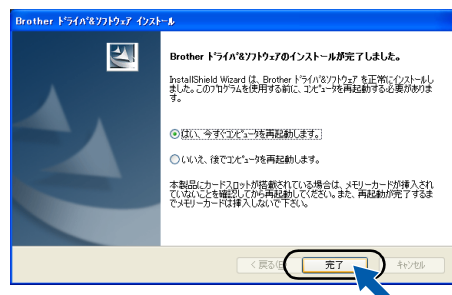 Brother ﾄﾞﾗｲﾊﾞ&ｿﾌﾄｳｪｱ ｲﾝｽﾄｰﾙ
Brother ﾄﾞﾗｲﾊﾞ&ｿﾌﾄｳｪｱのインストールが完了しました。
InstallShield Wizard は、Brother ﾄﾞﾗｲﾊﾞ&ｿﾌﾄｳｪｱ を正常にｲﾝｽﾄｰﾙし
ました。このﾌﾟﾛｸﾞﾗﾑを使用する前に、ｺﾝﾋﾟｭｰﾀを再起動する必要がありま
す。
はい、今すぐｺﾝﾋﾟｭｰﾀを再起動します。
いいえ、後でｺﾝﾋﾟｭｰﾀを再起動します。
本製品にカードスロットが搭載されている場合は、メモリーカードが挿入され
ていないことを確認してから再起動してください。また、再起動が完了するま
でメモリーカードは挿入しないで下さい。
< 戻る(B)
完了
ｷｬﾝｾﾙ